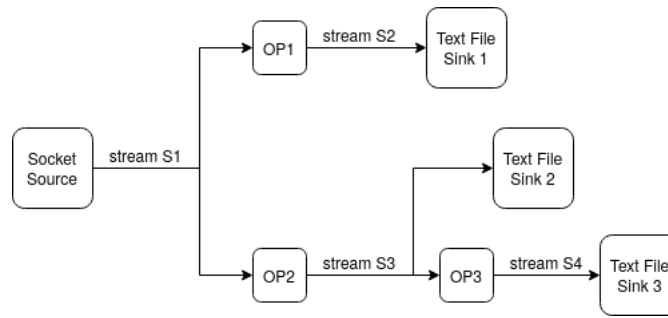 OP1
stream S2
Text File
Sink 1
Socket
Source
stream S1
Text File
Sink 2
OP2
stream S3
OP3
stream S4
Text File
Sink 3